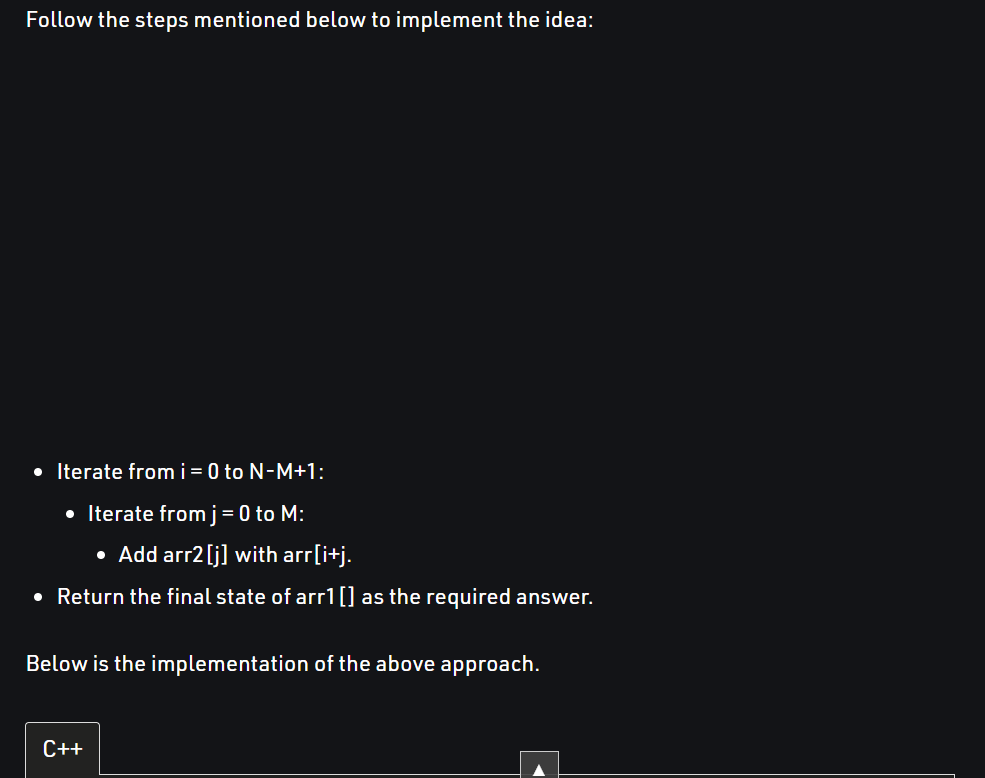 Follow the steps mentioned below to implement the idea:
Iterate from i = 0 to N-M+1:
Iterate from j = 0 to M:
Add arr2[j] with arr[i+j.
Return the final state of arr1[] as the required answer.
Below is the implementation of the above approach.
C++